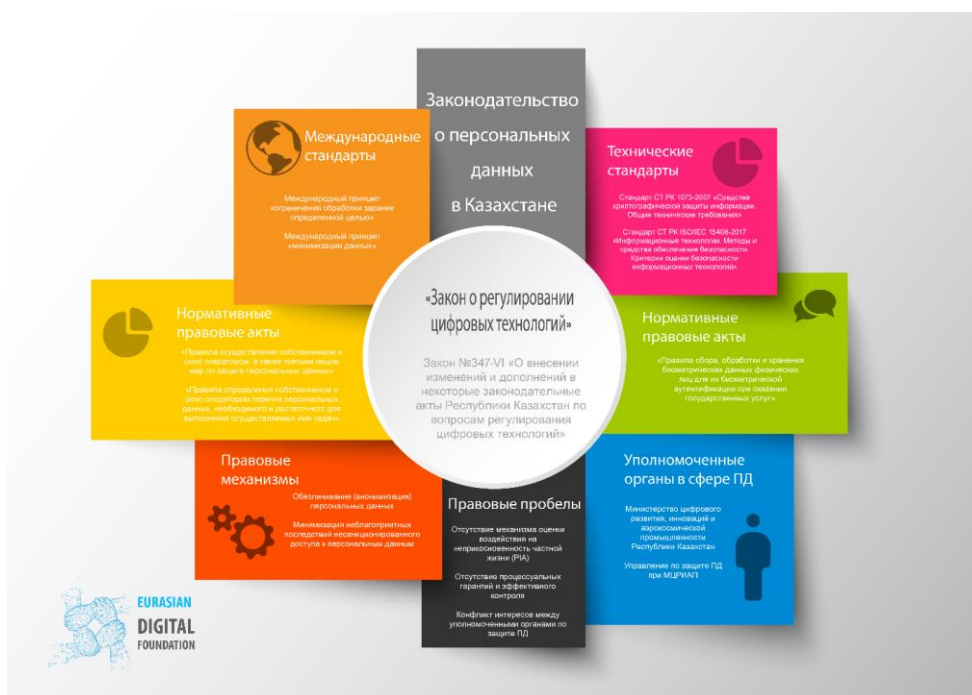 Законодательство
о персональных
данных
в Казахстане
Международные
стандарты
Международный принцип
«ограничения обработки заранее
определенной целью»
Международный принцип
«минимизации данных»
Технические
стандарты
Стандарт СТ РК 1073-2007 «Средства
криптографической защиты информации.
Общие технические требования»
Стандарт СТ РК ISO/IEC 15408-2017
«Информационные технологии. Методы и
средства обеспечение безопасности.
Критерии оценки безопасности
информационных технологий»
Нормативные
правовые акты
«Правила осуществления собственником и
(или) оператором, а также третьим лицом
мер по защите персональных данных»
«Правила определения собственником и
(или) оператором перечня персональных
данных, необходимого и достаточного для
выполнения осуществляемых ими задач»
«Закон о регулировании
цифровых технологий»
Закон №347-VI «О внесении
изменений и дополнений в
некоторые законодательные
акты Республики Казахстан по
вопросам регулирования
цифровых технологий»
Нормативные
правовые акты
«Правила сбора, обработки и хранения
биометрических данных физических
лиц для их биометрической
аутентификации при оказании
государственных услуг»
Правовые
механизмы
Обезличивание (анонимизация)
персональных данных
Минимизация неблагоприятных
последствий несанкционированного
доступа к персональным данным
Правовые пробелы
Отсутствие механизма оценки
воздействия на
неприкосновенность частной
жизни (PIA)
Отсутствие процессуальных
гарантий и эффективного
контроля
Конфликт интересов между
уполномоченными органами по
защите ПД
Уполномоченные
органы в сфере ПД
Министерство цифрового
развития, инноваций и
аэрокосмической
промышленности
Республики Казахстан
Управление по защите ПД
при МЦРИАП
EURASIAN
DIGITAL
FOUNDATION